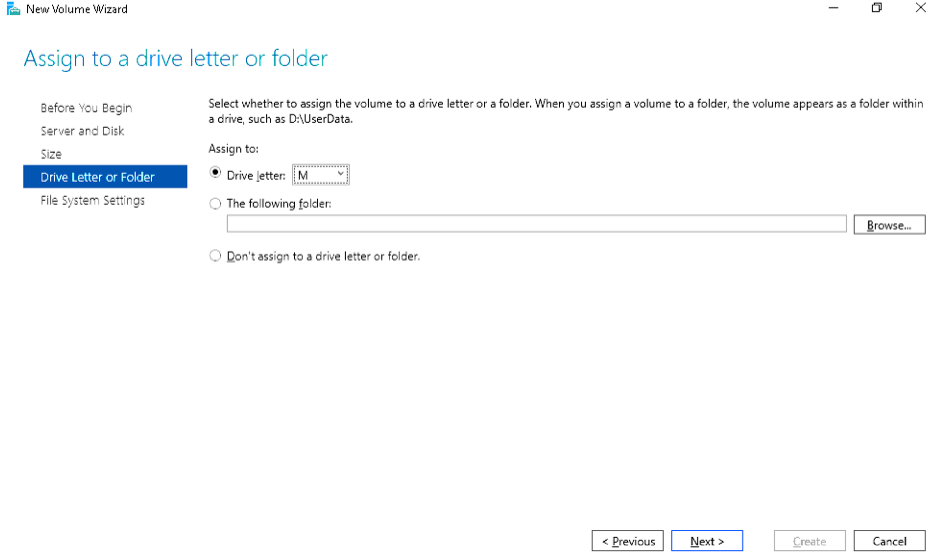 New Volume Wizard
Assign to a drive letter or folder
Before You Begin
Server and Disk
Size
Drive Letter or Folder
File System Settings
Select whether to assign the volume to a drive letter or a folder. When you assign a volume to a folder, the volume appears as a folder within
a drive, such as D:\UserData.
Assign to:
Drive letter: M
The following folder:
Browse...
Don't assign to a drive letter or folder.
< Previous Next > Create Cancel